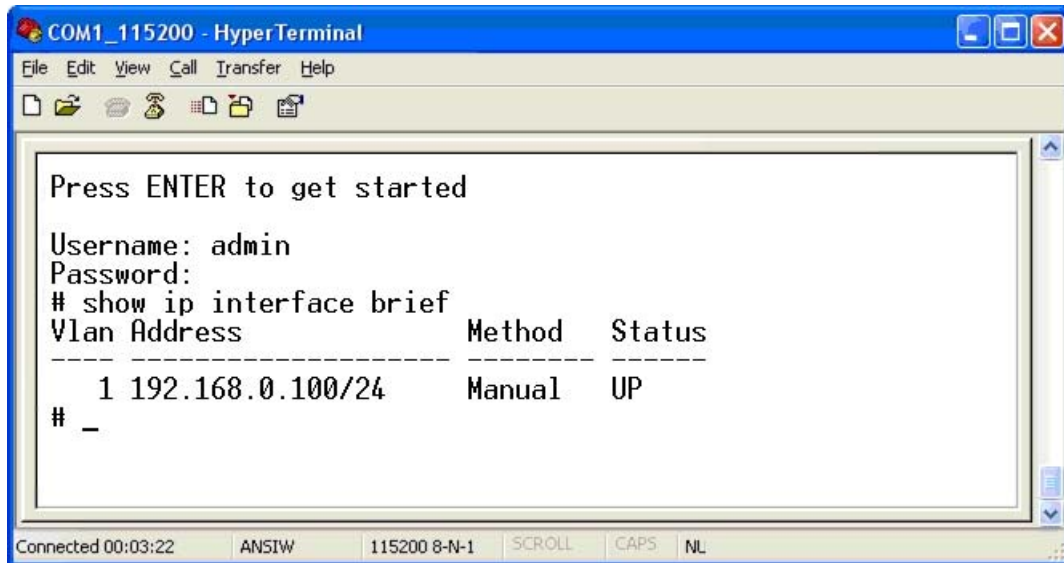 COM1_115200 - HyperTerminal
File Edit View Call Transfer Help
Press ENTER to get started
Username: admin
Password:
# show ip interface brief
Vlan Address Method Status
---- -------------------- -------- ------
1 192.168.0.100/24 Manual UP
# _
Connected 00:03:22 ANSIW 115200 8-N-1 SCROLL CAPS NL